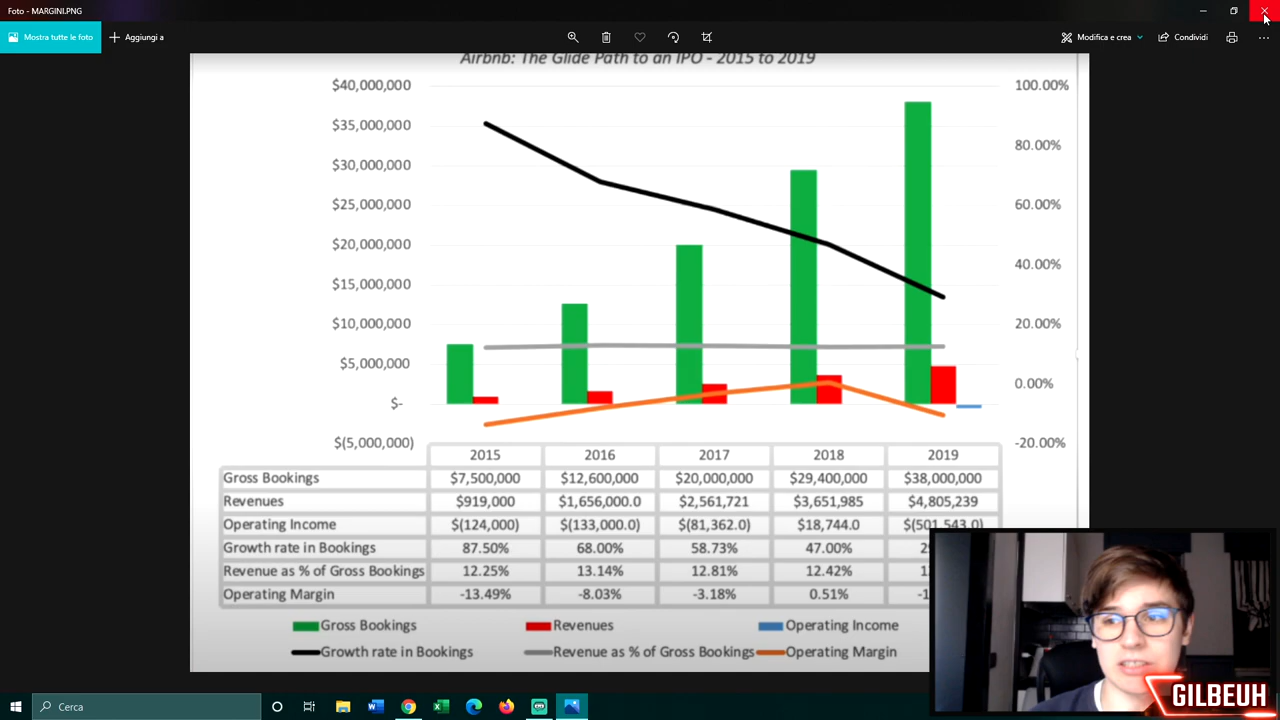 Foto - MARGINI.PNG
Mostra tutte le foto
Aggiungi a
Modifica e crea
Condividi
Airbnb: The Glide Path to an IPO - 2015 to 2019
$40,000,000 100.00%
$35,000,000
80.00%
$30,000,000
$25,000,000 60.00%
$20,000,000
40.00%
$15,000,000
$10,000,000 20.00%
$5,000,000
0.00%
$-
$(5,000,000) -20.00%
2015 2016 2017 2018 2019
Gross Bookings $7,500,000 $12,600,000 $20,000,000 $29,400,000 $38,000,000
Revenues $919,000 $1,656,000.0 $2,561,721 $3,651,985 $4,805,239
Operating Income $(124,000) $(133,000.0) $(81,362.0) $18,744.0 $(501,543.0)
Growth rate in Bookings 87.50% 68.00% 58.73% 47.00%
Revenue as % of Gross Bookings 12.25% 13.14% 12.81% 12.42%
Operating Margin -13.49% -8.03% -3.18% 0.51%
Gross Bookings Revenues Operating Income
Growth rate in Bookings Revenue as % of Gross Bookings Operating Margin
GILBEUH
Cerca